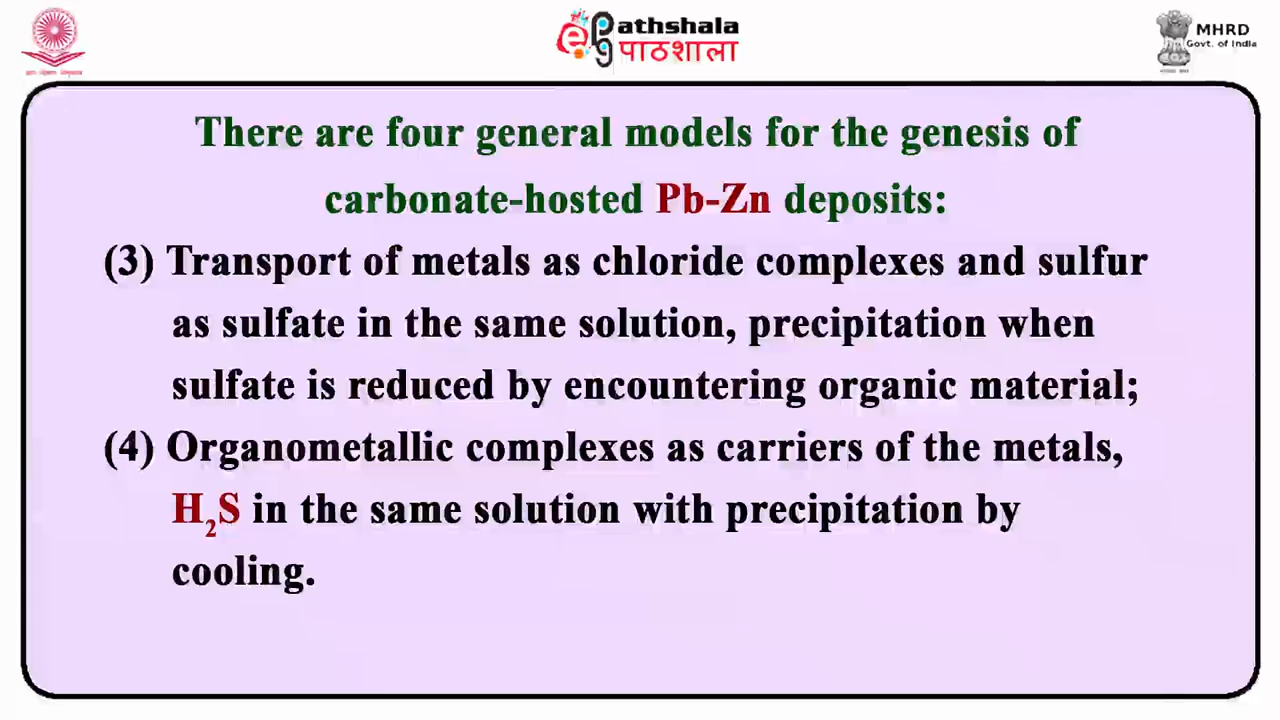 ePathshala
पाठशाला
MHRD
Govt. of India
There are four general models for the genesis of
carbonate-hosted Pb-Zn deposits:
(3) Transport of metals as chloride complexes and sulfur
as sulfate in the same solution, precipitation when
sulfate is reduced by encountering organic material;
(4) Organometallic complexes as carriers of the metals,
H₂S in the same solution with precipitation by
cooling.